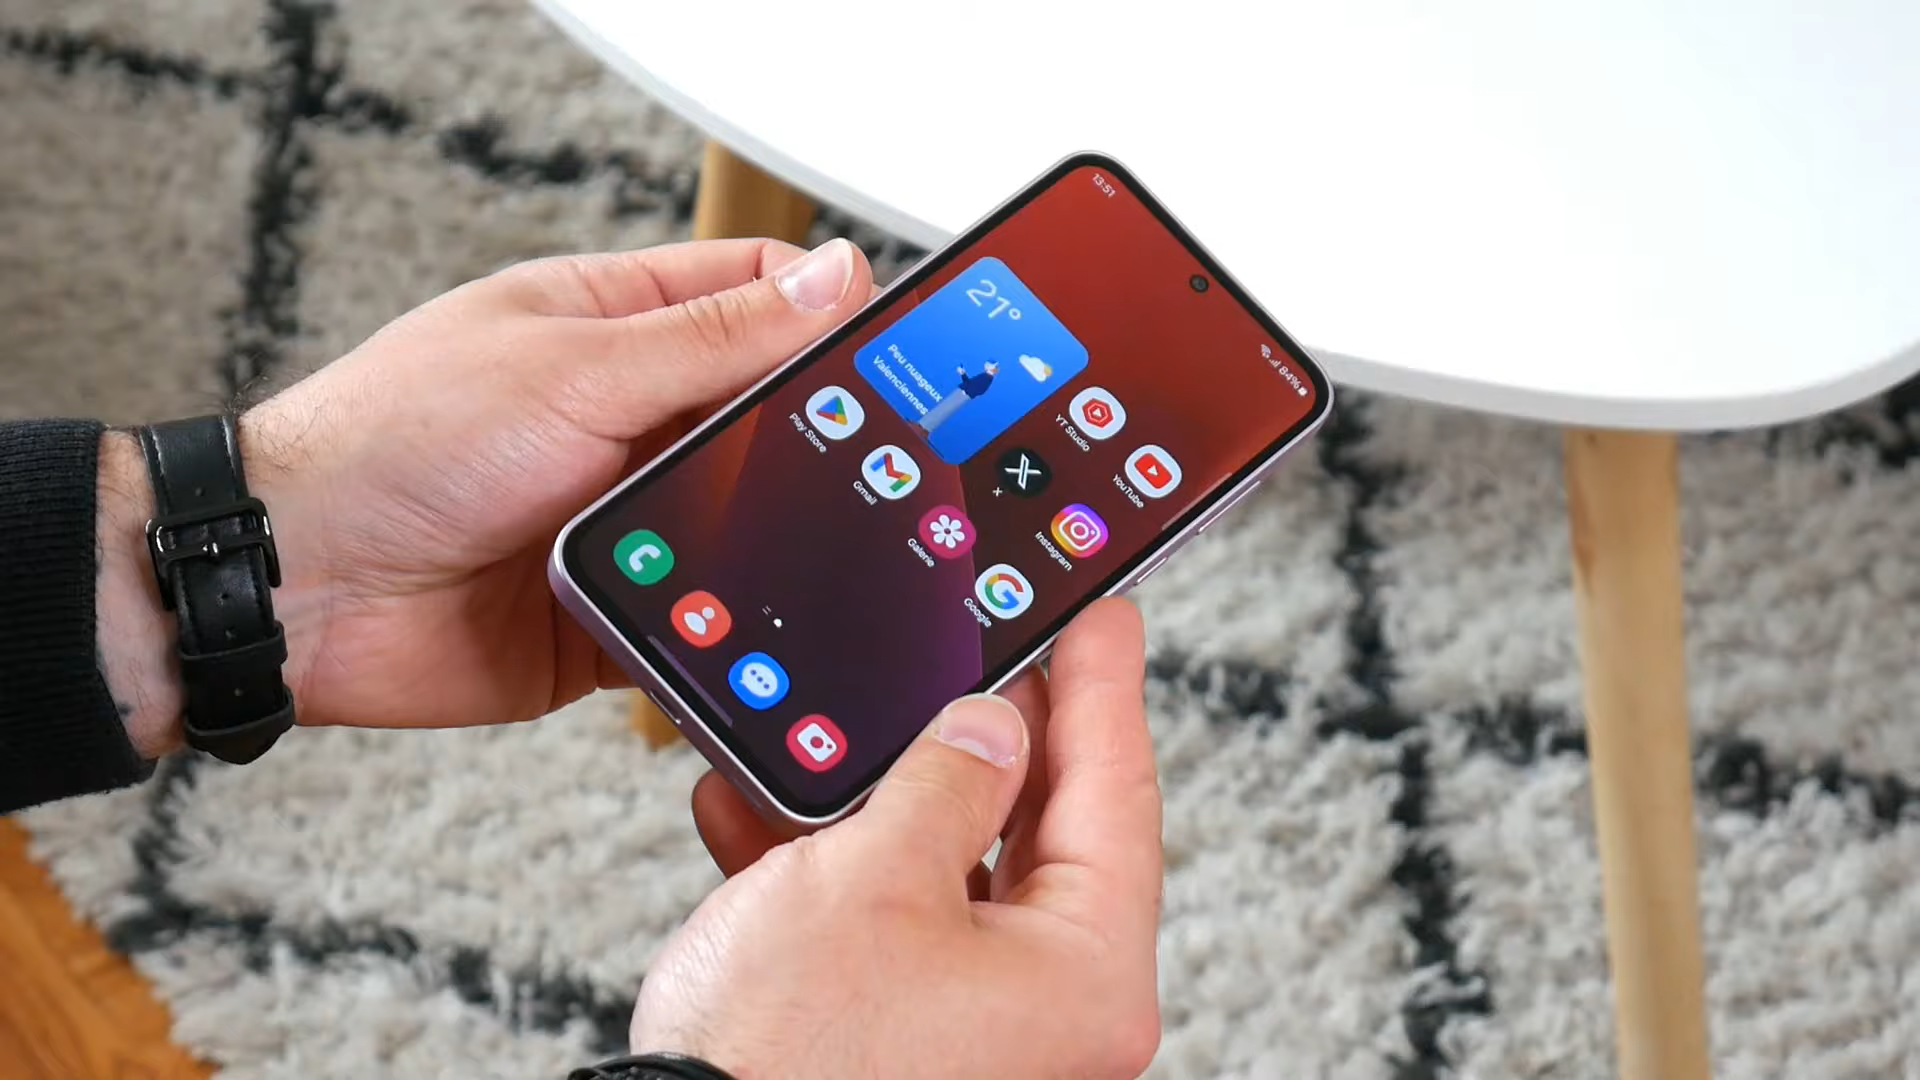 13:51
84%
21°
Peu nuageux
Valenciennes
YT Studio
YouTube
X
Instagram
Play Store
Gmail
Galerie
Google